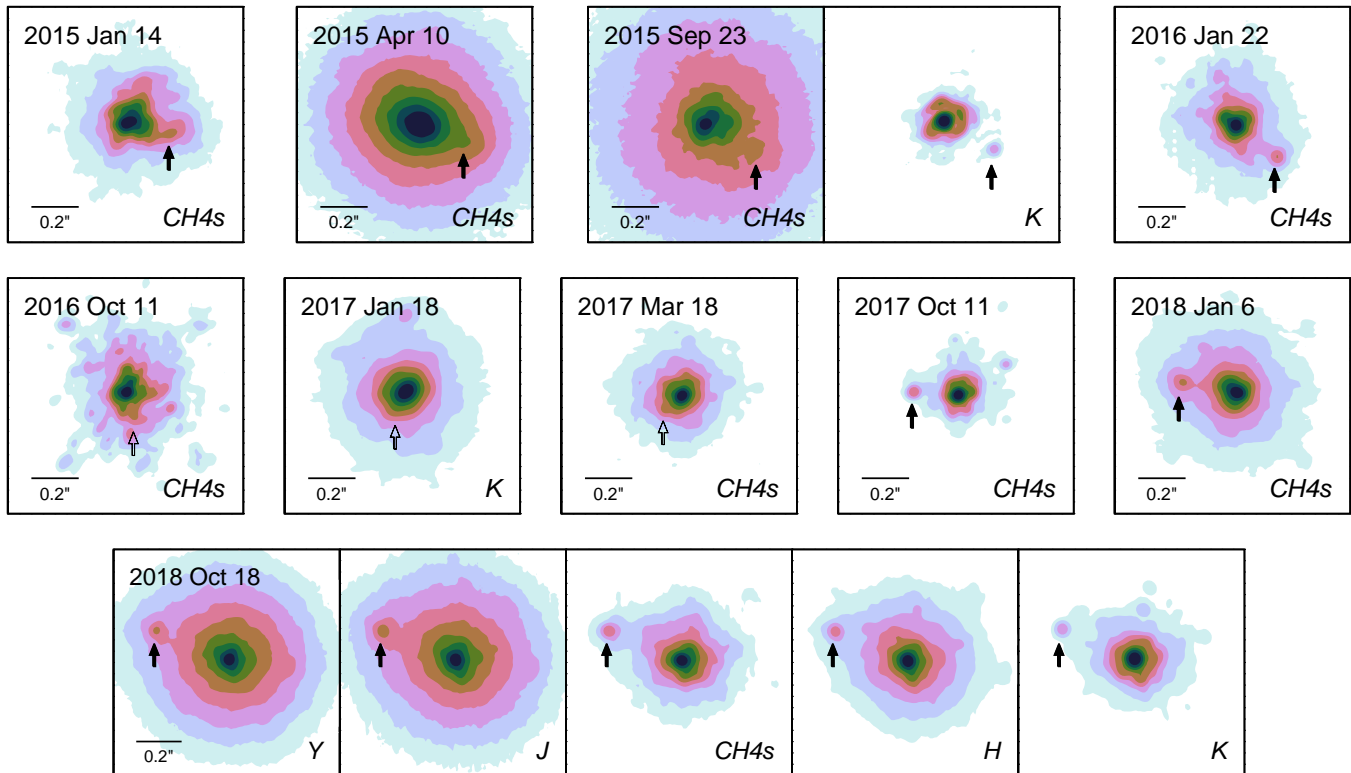 2015 Jan 14
0.2"
CH4s
2015 Apr 10
0.2"
CH4s
2015 Sep 23
0.2"
CH4s
K
2016 Jan 22
0.2"
CH4s
2016 Oct 11
0.2"
CH4s
2017 Jan 18
0.2"
K
2017 Mar 18
0.2"
CH4s
2017 Oct 11
0.2"
CH4s
2018 Jan 6
0.2"
CH4s
2018 Oct 18
0.2"
Y
J
CH4s
H
K